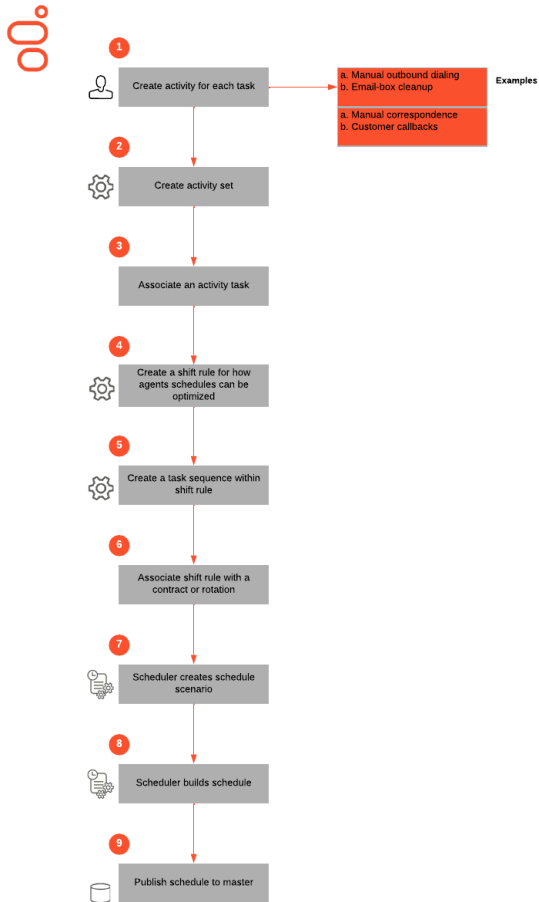 1
Create activity for each task
a. Manual outbound dialing
b. Email-box cleanup
Examples
a. Manual correspondence
b. Customer callbacks
2
Create activity set
3
Associate an activity task
4
Create a shift rule for how
agents schedules can be
optimized
5
Create a task sequence within
shift rule
6
Associate shift rule with a
contract or rotation
7
Scheduler creates schedule
scenario
8
Scheduler builds schedule
9
Publish schedule to master